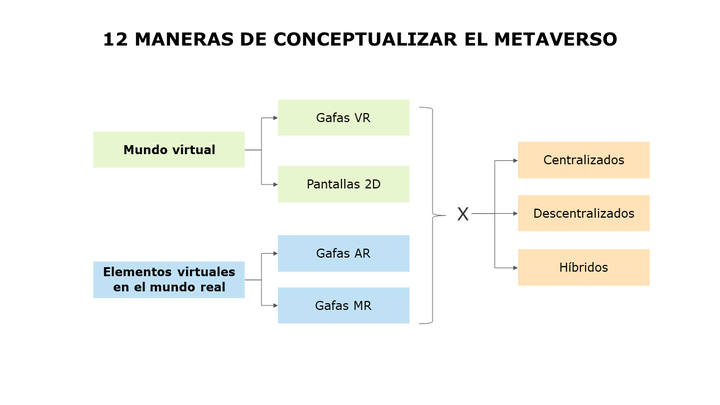 12 MANERAS DE CONCEPTUALIZAR EL METAVERSO
Mundo virtual
Gafas VR
Pantallas 2D
Elementos virtuales
en el mundo real
Gafas AR
Gafas MR
X
Centralizados
Descentralizados
Híbridos